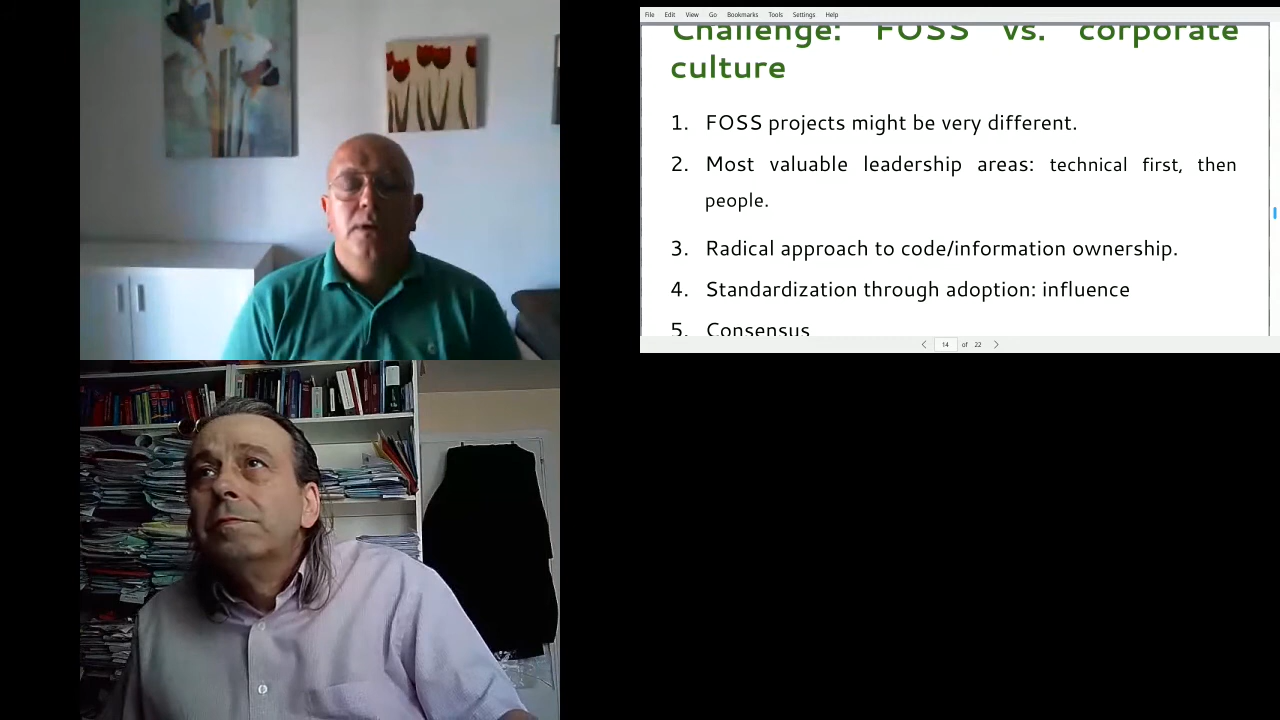 File Edit View Go Bookmarks Tools Settings Help
Challenge: FOSS vs. corporate
culture
1. FOSS projects might be very different.
2. Most valuable leadership areas: technical first, then
people.
3. Radical approach to code/information ownership.
4. Standardization through adoption: influence
5. Consensus
14 of 22